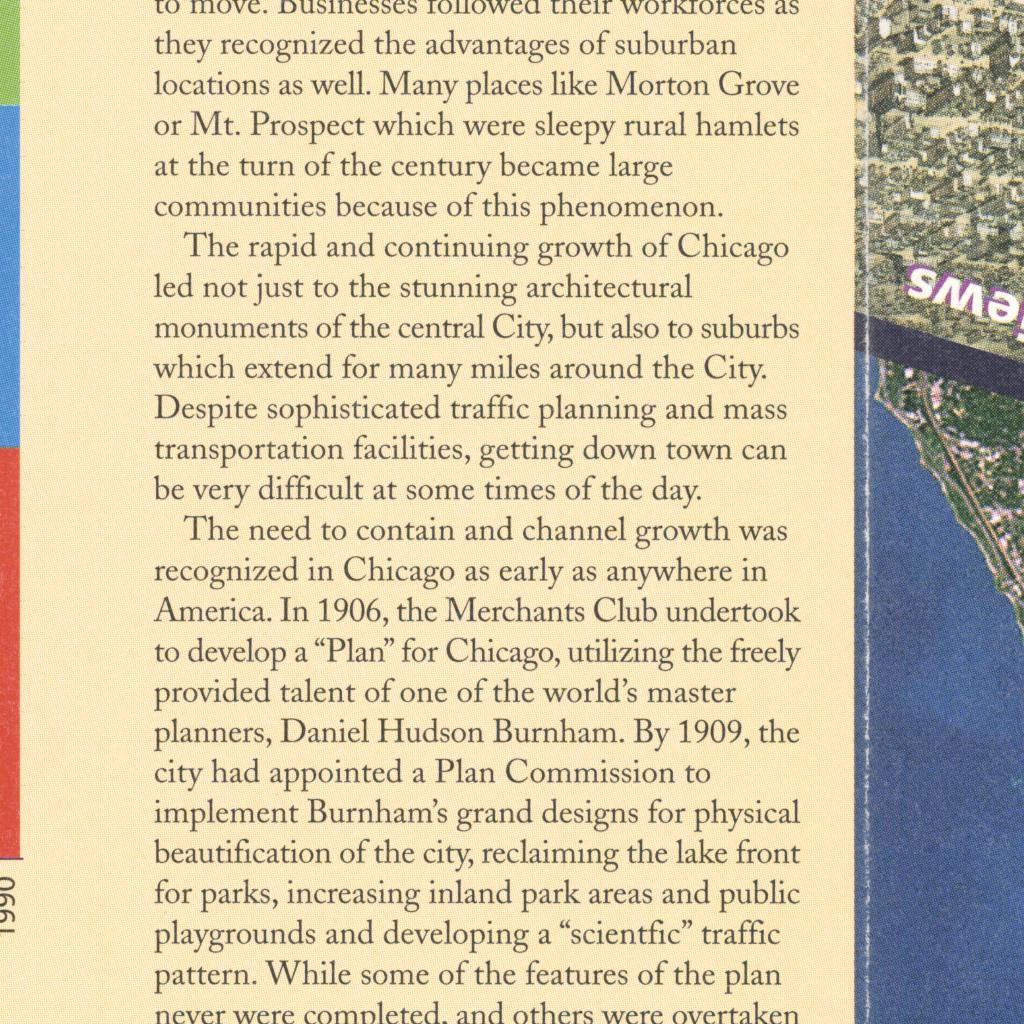 to move. Businesses followed their workforces as
they recognized the advantages of suburban
locations as well. Many places like Morton Grove
or Mt. Prospect which were sleepy rural hamlets
at the turn of the century became large
communities because of this phenomenon.
The rapid and continuing growth of Chicago
led not just to the stunning architectural
monuments of the central City, but also to suburbs
which extend for many miles around the City.
Despite sophisticated traffic planning and mass
transportation facilities, getting down town can
be very difficult at some times of the day.
The need to contain and channel growth was
recognized in Chicago as early as anywhere in
America. In 1906, the Merchants Club undertook
to develop a “Plan” for Chicago, utilizing the freely
provided talent of one of the world’s master
planners, Daniel Hudson Burnham. By 1909, the
city had appointed a Plan Commission to
implement Burnham’s grand designs for physical
beautification of the city, reclaiming the lake front
for parks, increasing inland park areas and public
playgrounds and developing a “scientfic” traffic
pattern. While some of the features of the plan
never were completed, and others were overtaken
1990